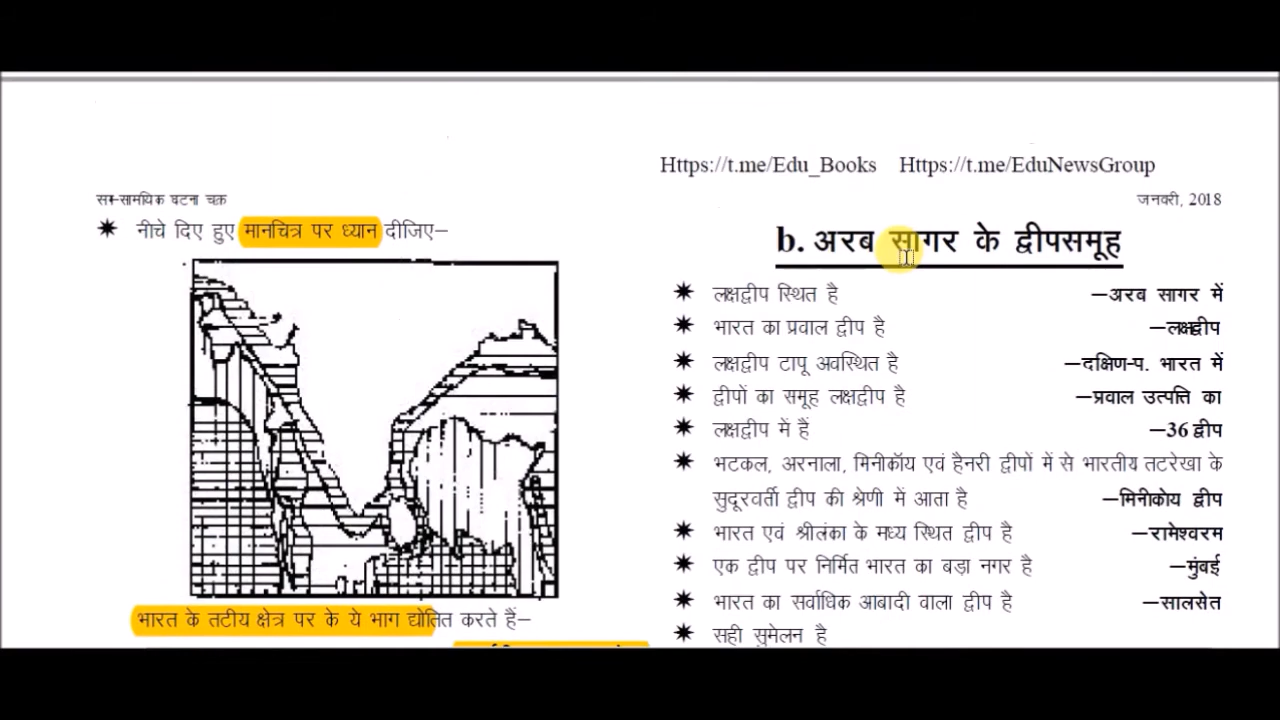 Https://t.me/Edu_Books Https://t.me/EduNewsGroup
सम-सामयिक घटना चक्र
जनवरी, 2018
✷ नीचे दिए हुए मानचित्र पर ध्यान दीजिए–
भारत के तटीय क्षेत्र पर के ये भाग द्योतित करते हैं–
b. अरब सागर के द्वीपसमूह
✷ लक्षद्वीप स्थित है –अरब सागर में
✷ भारत का प्रवाल द्वीप है –लक्षद्वीप
✷ लक्षद्वीप टापू अवस्थित है –दक्षिण-प. भारत में
✷ द्वीपों का समूह लक्षद्वीप है –प्रवाल उत्पत्ति का
✷ लक्षद्वीप में हैं –36 द्वीप
✷ भटकल, अरनाला, मिनीकॉय एवं हैनरी द्वीपों में से भारतीय तटरेखा के
सुदूरवर्ती द्वीप की श्रेणी में आता है –मिनीकोय द्वीप
✷ भारत एवं श्रीलंका के मध्य स्थित द्वीप है –रामेश्वरम
✷ एक द्वीप पर निर्मित भारत का बड़ा नगर है –मुंबई
✷ भारत का सर्वाधिक आबादी वाला द्वीप है –सालसेत
✷ सही सुमेलन है